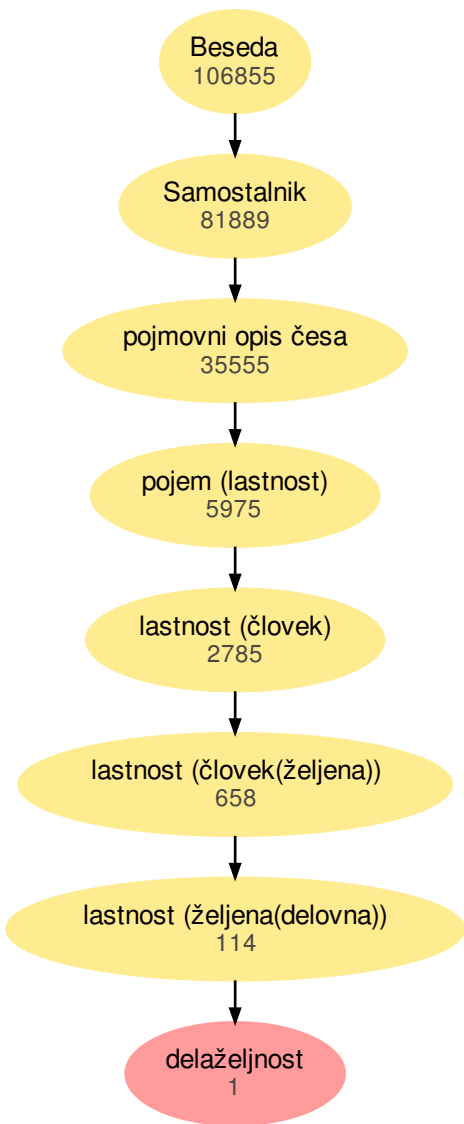 Beseda
106855
Samostalnik
81889
pojmovni opis česa
35555
pojem (lastnost)
5975
lastnost (človek)
2785
lastnost (človek(željena))
658
lastnost (željena(delovna))
114
delaželjnost
1